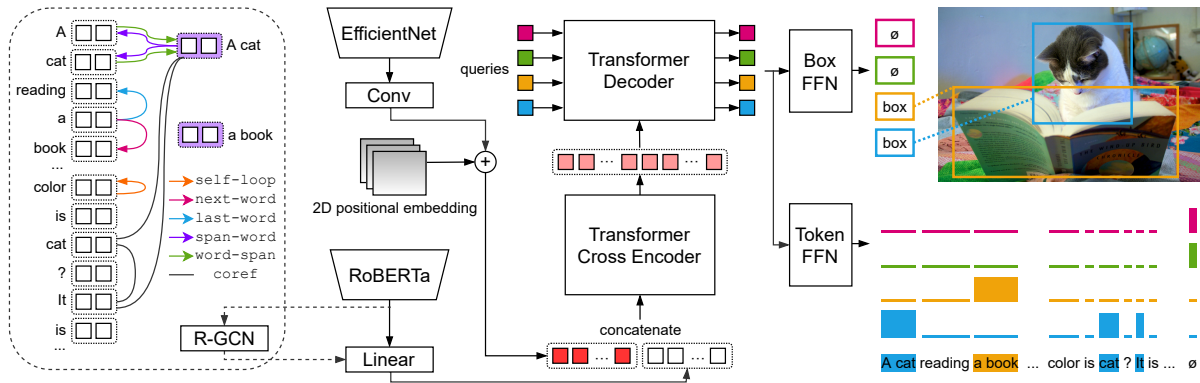 A
cat
reading
a
book
...
color
is
cat
?
It
is
...
A cat
a book
self-loop
next-word
last-word
span-word
word-span
coref
R-GCN
EfficientNet
Conv
+
2D positional embedding
RoBERTa
Linear
queries
Transformer
Decoder
... ...
Transformer
Cross Encoder
concatenate
... ...
Box
FFN
Token
FFN
ø
ø
box
box
A cat reading a book ... color is cat ? It is ... ø